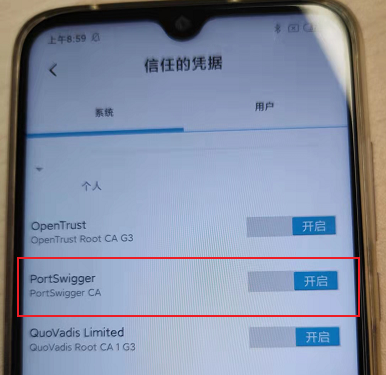 上午8:59
信任的凭据
系统 用户
个人
OpenTrust
OpenTrust Root CA G3
开启
PortSwigger
PortSwigger CA
开启
QuoVadis Limited
QuoVadis Root CA 1 G3
开启